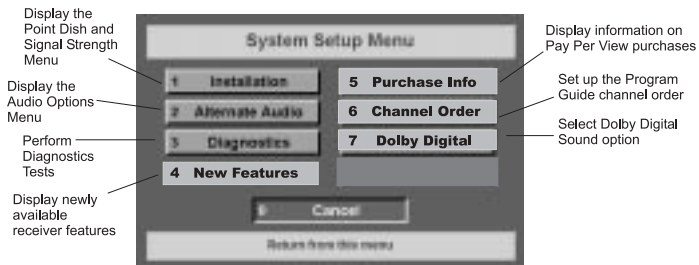 Display the
Point Dish and
Signal Strength
Menu
Display the
Audio Options
Menu
Perform
Diagnostics
Tests
Display newly
available
receiver features
System Setup Menu
1 Installation
2 Alternate Audio
3 Diagnostics
4 New Features
5 Purchase Info
6 Channel Order
7 Dolby Digital
0 Cancel
Return from this menu
Display information on
Pay Per View purchases
Set up the Program
Guide channel order
Select Dolby Digital
Sound option